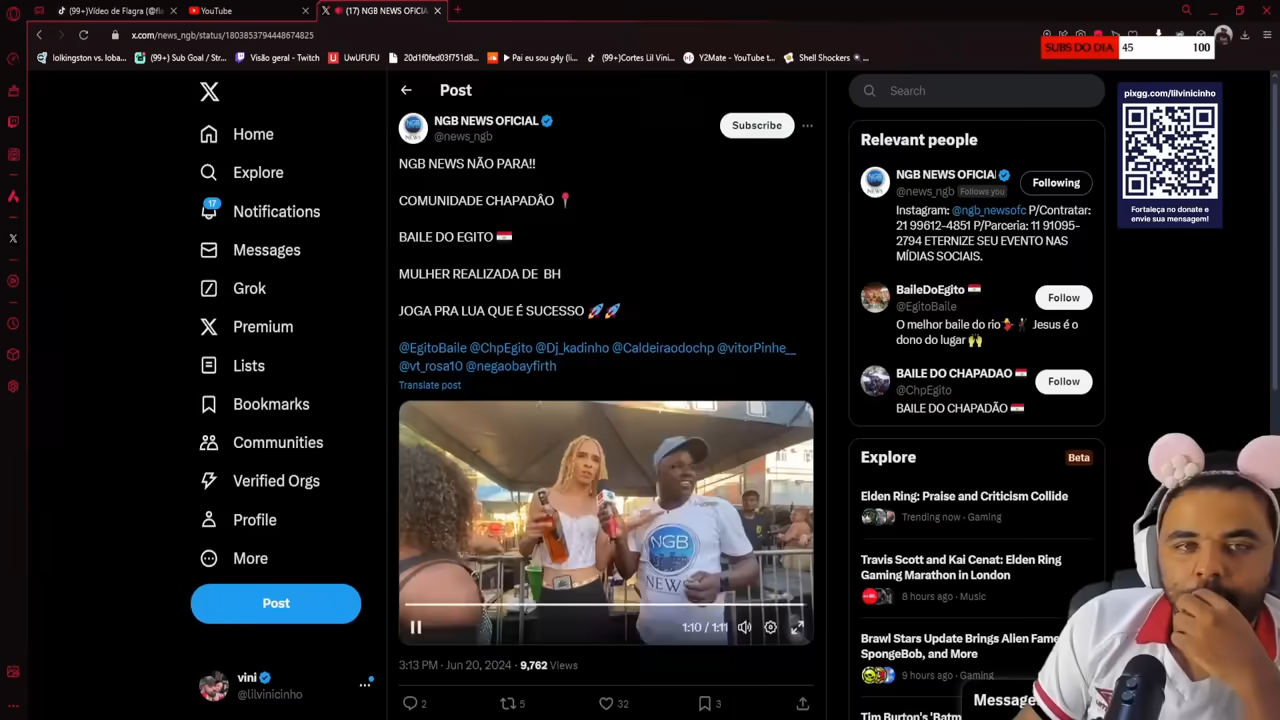 (99+)Vídeo de Flagra (@fl
YouTube
(17) NGB NEWS OFICIA
x.com/news_ngb/status/1803853794448674825
lolkingston vs. loba...
(99+) Sub Goal / Str...
Visão geral - Twitch
UwUFUFU
20d1f0fed03f751d8...
▶ Pai eu sou g4y (li...
(99+)Cortes Lil Vini...
Y2Mate - YouTube t...
Shell Shockers
SUBS DO DIA
45
100
Home
Explore
17
Notifications
Messages
Grok
Premium
Lists
Bookmarks
Communities
Verified Orgs
Profile
More
Post
vini
@lilvinicinho
Post
NGB NEWS OFICIAL
@news_ngb
Subscribe
NGB NEWS NÃO PARA!!
COMUNIDADE CHAPADÂO 📍
BAILE DO EGITO 🇪🇬
MULHER REALIZADA DE BH
JOGA PRA LUA QUE É SUCESSO 🚀🚀
@EgitoBaile @ChpEgito @Dj_kadinho @Caldeiraodochp @vitorPinhe__
@vt_rosa10 @negaobayfirth
Translate post
NGB
NEWS
1:10 / 1:11
3:13 PM · Jun 20, 2024 · 9,762 Views
2
5
32
3
Search
Relevant people
NGB NEWS OFICIAL
@news_ngb Follows you
Following
Instagram: @ngb_newsofc P/Contratar:
21 99612-4851 P/Parceria: 11 91095-
2794 ETERNIZE SEU EVENTO NAS
MÍDIAS SOCIAIS.
BaileDoEgito 🇪🇬
@EgitoBaile
Follow
O melhor baile do rio💃🕺 Jesus é o
dono do lugar 🙌
BAILE DO CHAPADAO 🇪🇬
@ChpEgito
Follow
BAILE DO CHAPADÃO 🇪🇬
Explore
Beta
Elden Ring: Praise and Criticism Collide
Trending now · Gaming
Travis Scott and Kai Cenat: Elden Ring
Gaming Marathon in London
8 hours ago · Music
Brawl Stars Update Brings Alien Fame
SpongeBob, and More
9 hours ago · Gaming
Tim Burton's 'Batm
Message
pixgg.com/lilvinicinho
Fortaleça no donate e
envie sua mensagem!